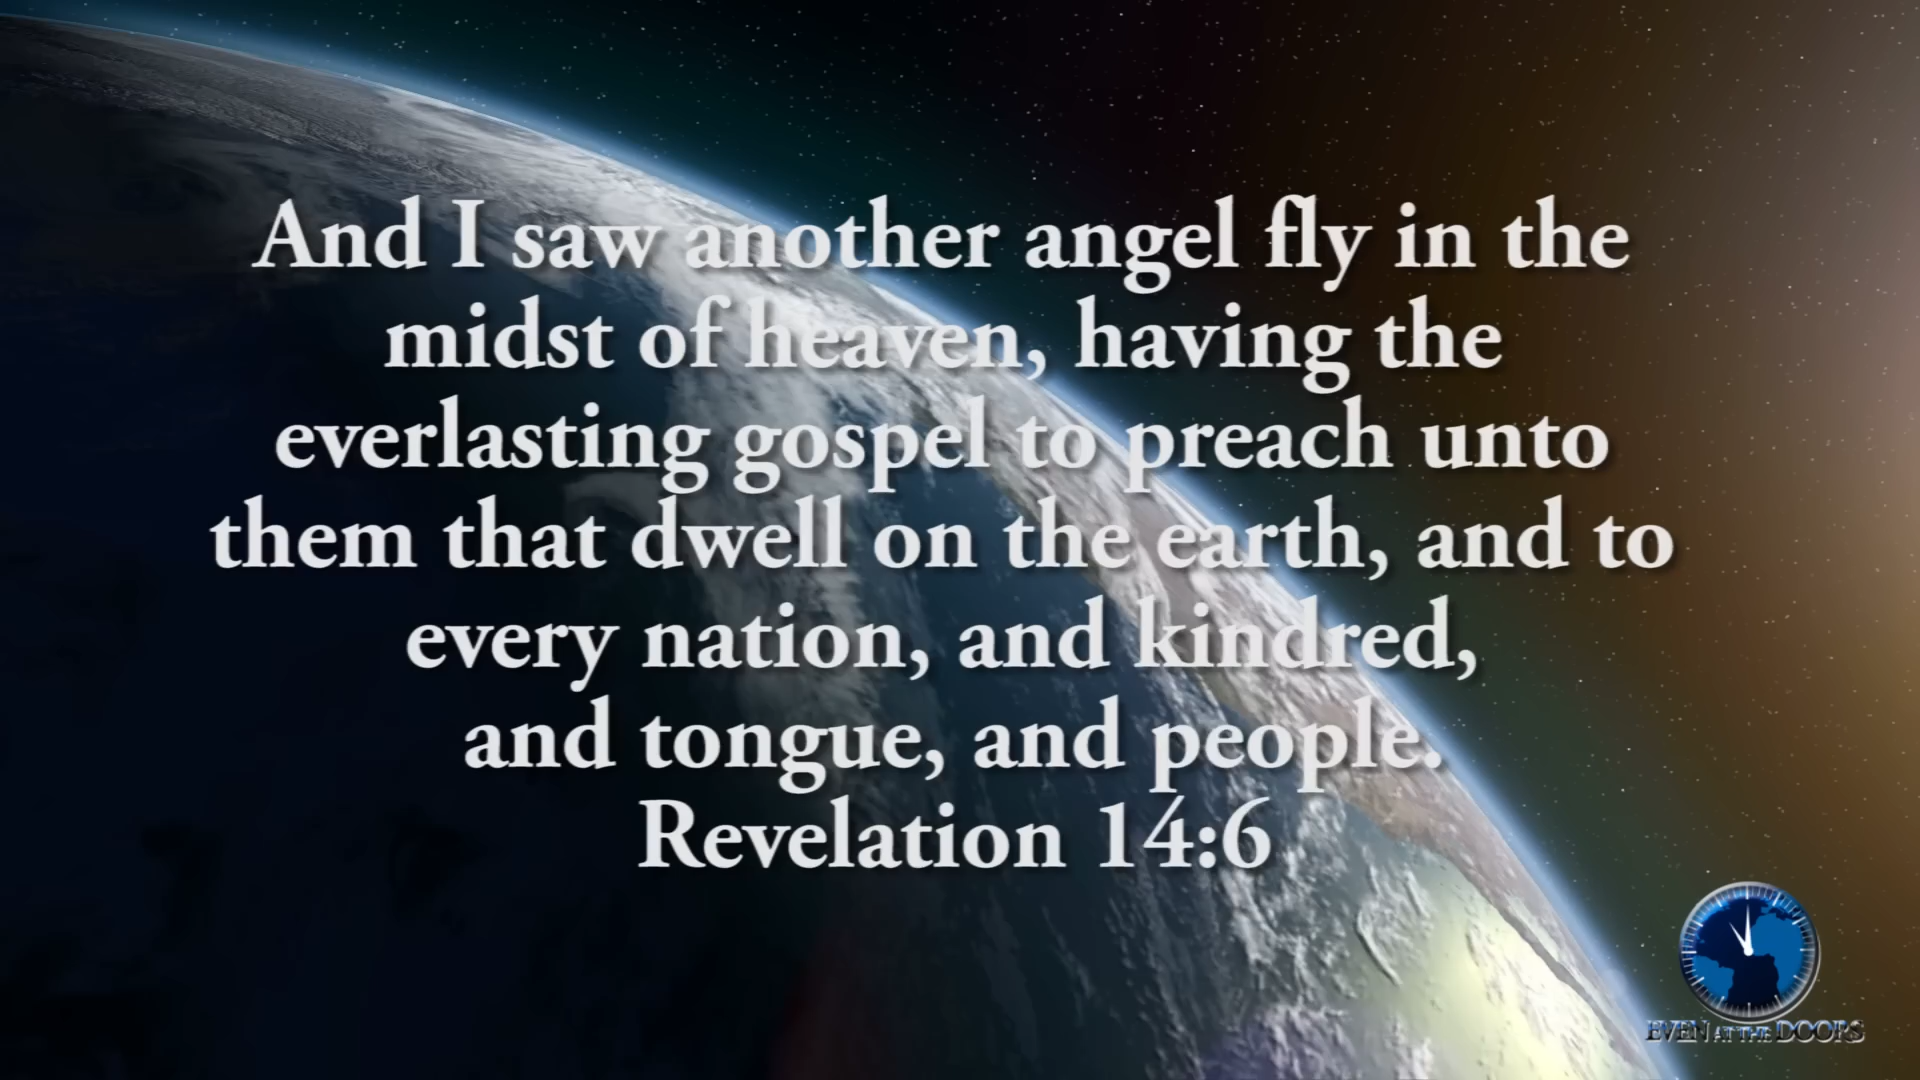 And I saw another angel fly in the
midst of heaven, having the
everlasting gospel to preach unto
them that dwell on the earth, and to
every nation, and kindred,
and tongue, and people.
Revelation 14:6
EVEN AT THE DOORS